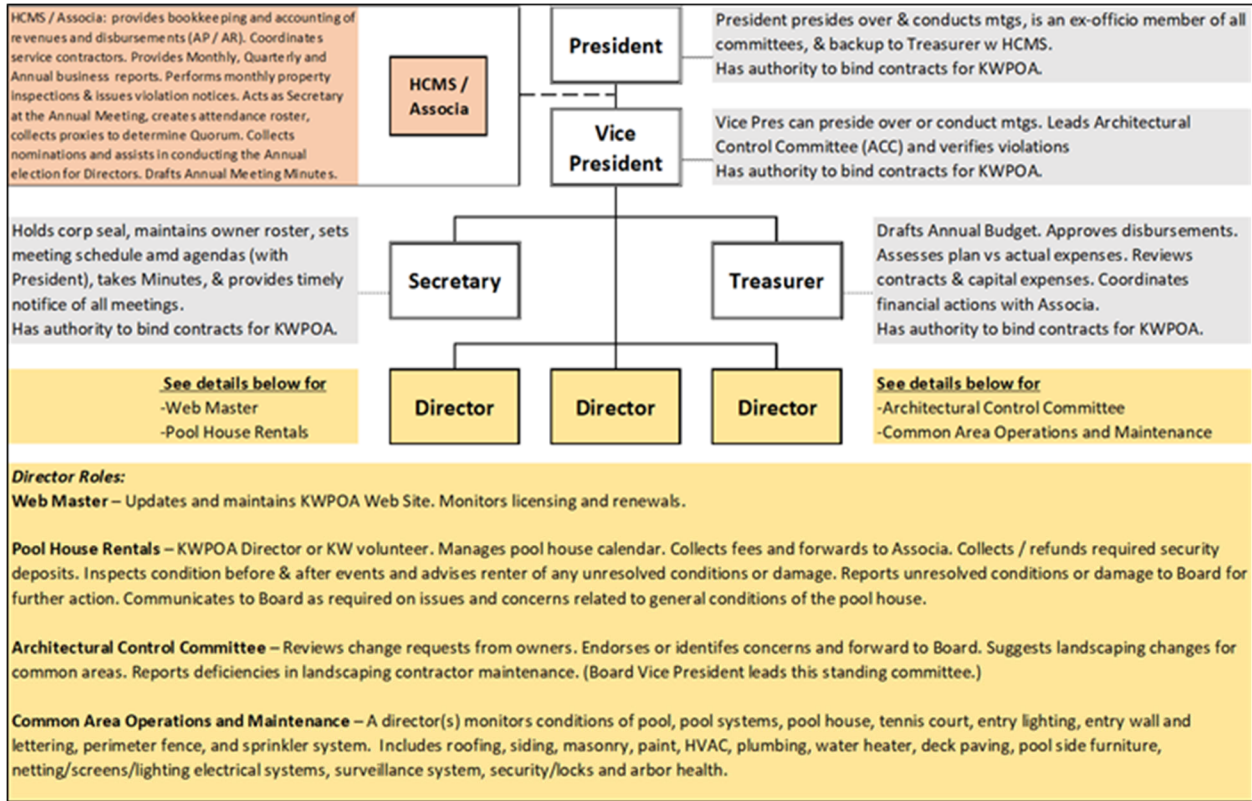 HCMS / Associa: provides bookkeeping and accounting of
revenues and disbursements (AP / AR). Coordinates
service contractors. Provides Monthly, Quarterly and
Annual business reports. Performs monthly property
inspections & issues violation notices. Acts as Secretary
at the Annual Meeting, creates attendance roster,
collects proxies to determine Quorum. Collects
nominations and assists in conducting the Annual
election for Directors. Drafts Annual Meeting Minutes.
HCMS /
Associa
President
President presides over & conducts mtgs, is an ex-officio member of all
committees, & backup to Treasurer w HCMS.
Has authority to bind contracts for KWPOA.
Vice
President
Vice Pres can preside over or conduct mtgs. Leads Architectural
Control Committee (ACC) and verifies violations
Has authority to bind contracts for KWPOA.
Holds corp seal, maintains owner roster, sets
meeting schedule amd agendas (with
President), takes Minutes, & provides timely
notifice of all meetings.
Has authority to bind contracts for KWPOA.
Secretary
Treasurer
Drafts Annual Budget. Approves disbursements.
Assesses plan vs actual expenses. Reviews
contracts & capital expenses. Coordinates
financial actions with Associa.
Has authority to bind contracts for KWPOA.
See details below for
-Web Master
-Pool House Rentals
Director
Director
Director
See details below for
-Architectural Control Committee
-Common Area Operations and Maintenance
Director Roles:
Web Master – Updates and maintains KWPOA Web Site. Monitors licensing and renewals.
Pool House Rentals – KWPOA Director or KW volunteer. Manages pool house calendar. Collects fees and forwards to Associa. Collects / refunds required security
deposits. Inspects condition before & after events and advises renter of any unresolved conditions or damage. Reports unresolved conditions or damage to Board for
further action. Communicates to Board as required on issues and concerns related to general conditions of the pool house.
Architectural Control Committee – Reviews change requests from owners. Endorses or identifes concerns and forward to Board. Suggests landscaping changes for
common areas. Reports deficiencies in landscaping contractor maintenance. (Board Vice President leads this standing committee.)
Common Area Operations and Maintenance – A director(s) monitors conditions of pool, pool systems, pool house, tennis court, entry lighting, entry wall and
lettering, perimeter fence, and sprinkler system. Includes roofing, siding, masonry, paint, HVAC, plumbing, water heater, deck paving, pool side furniture,
netting/screens/lighting electrical systems, surveillance system, security/locks and arbor health.